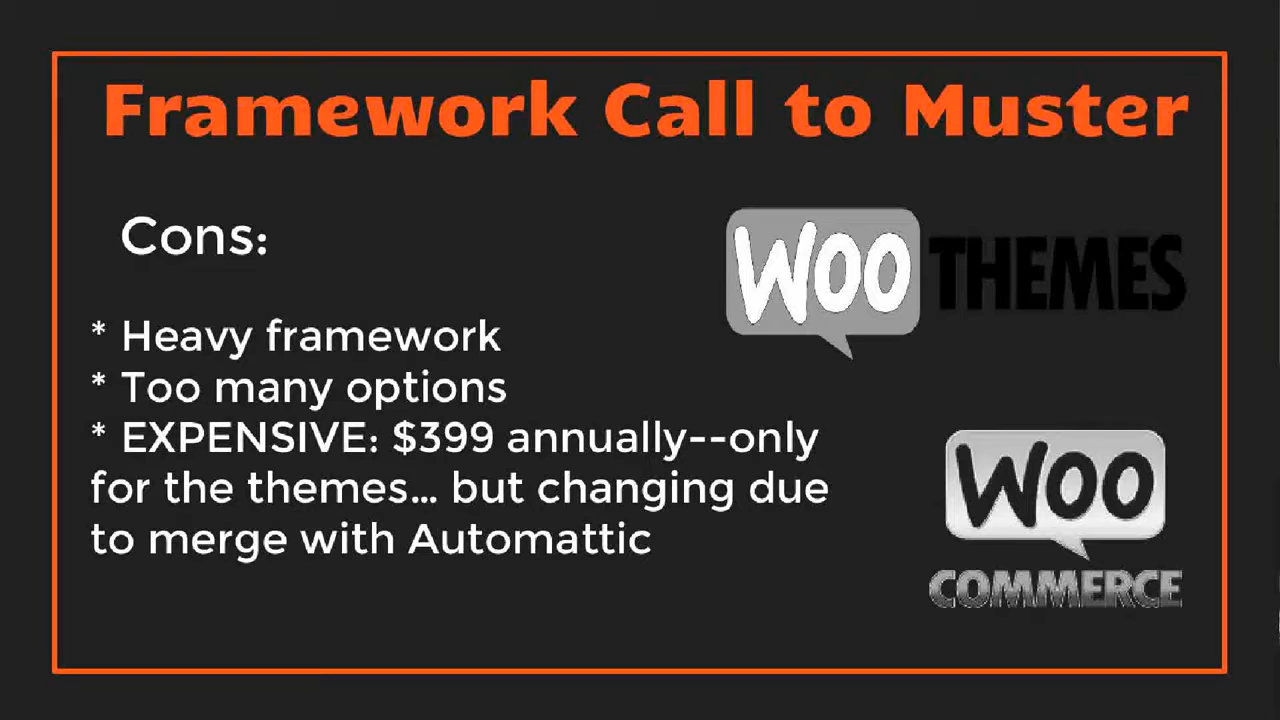 Framework Call to Muster
Cons:
* Heavy framework
* Too many options
* EXPENSIVE: $399 annually--only
for the themes... but changing due
to merge with Automattic
WOO THEMES
WOO
COMMERCE